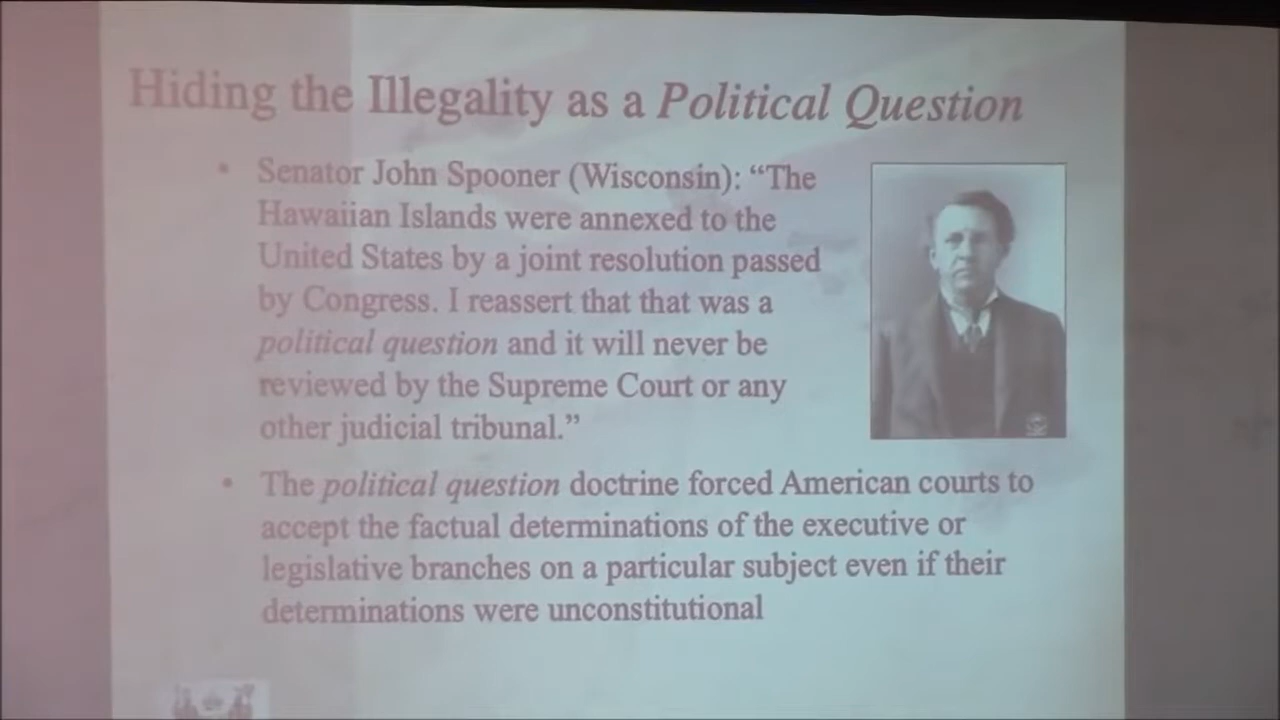 Hiding the Illegality as a Political Question
• Senator John Spooner (Wisconsin): “The
Hawaiian Islands were annexed to the
United States by a joint resolution passed
by Congress. I reassert that that was a
political question and it will never be
reviewed by the Supreme Court or any
other judicial tribunal.”
• The political question doctrine forced American courts to
accept the factual determinations of the executive or
legislative branches on a particular subject even if their
determinations were unconstitutional